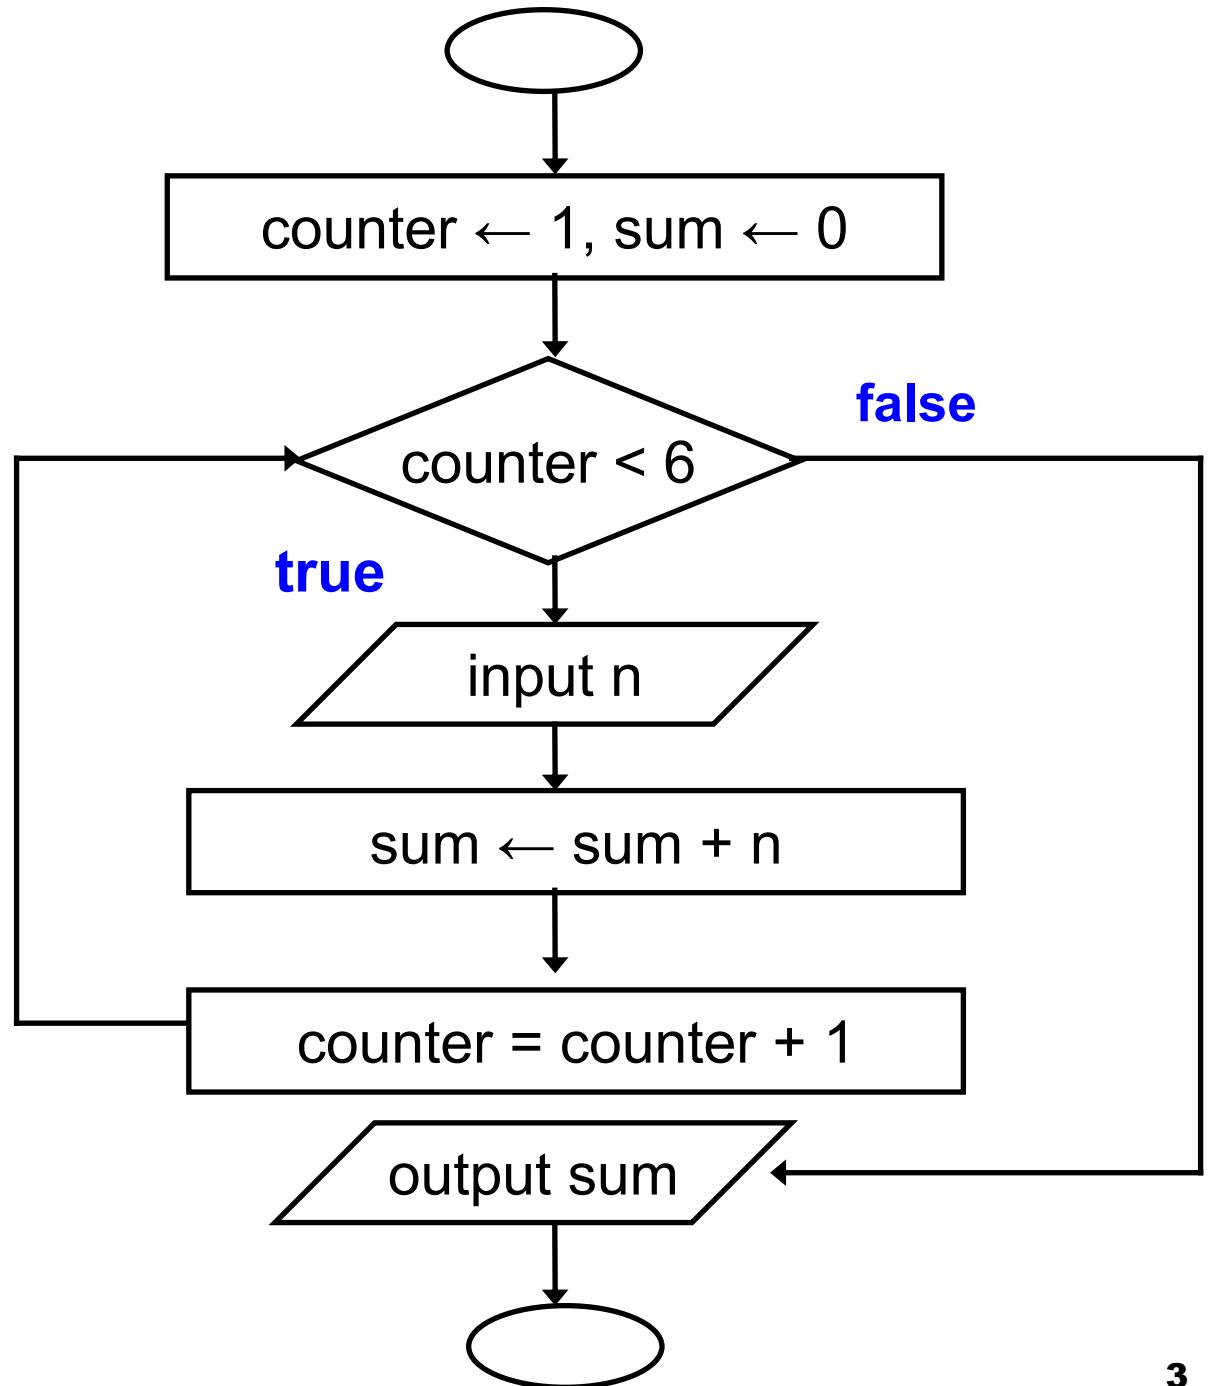 counter ← 1, sum ← 0
false
counter < 6
true
input n
sum ← sum + n
counter = counter + 1
output sum
3